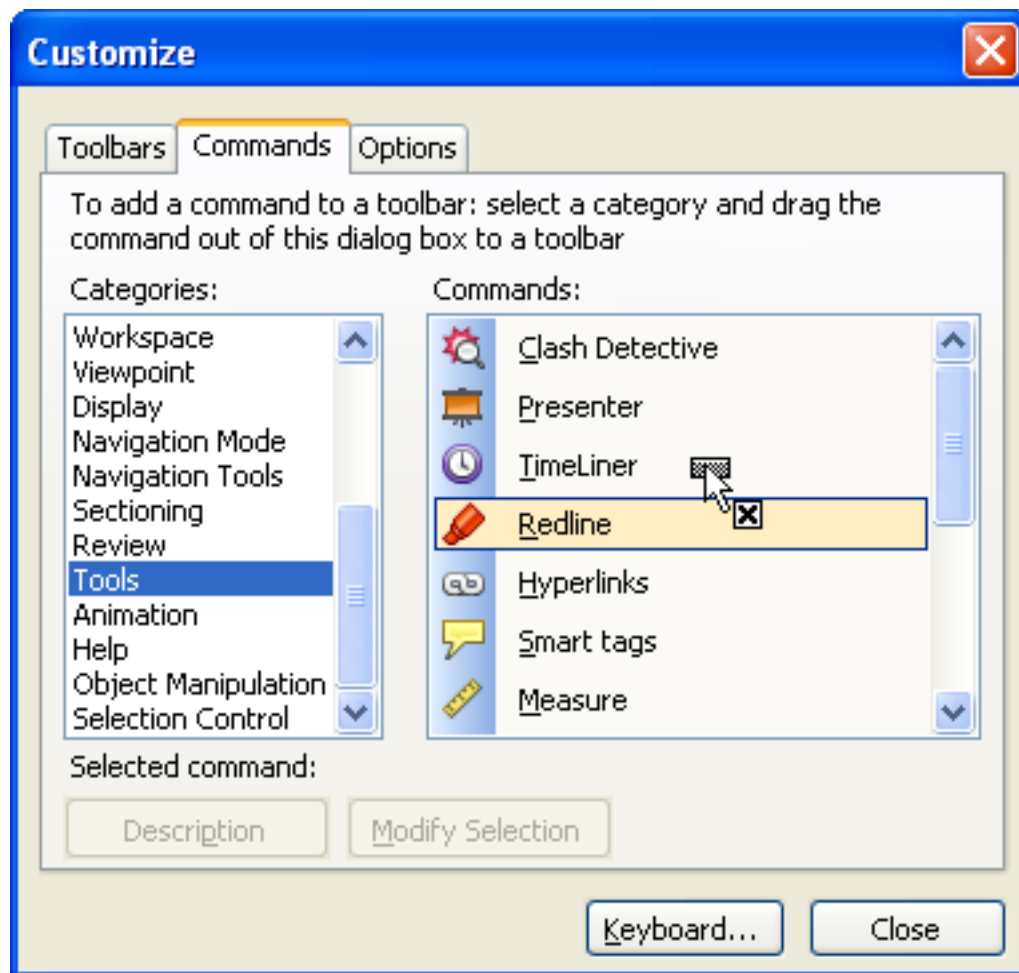 Customize
Toolbars Commands Options
To add a command to a toolbar: select a category and drag the
command out of this dialog box to a toolbar
Categories:
Workspace
Viewpoint
Display
Navigation Mode
Navigation Tools
Sectioning
Review
Tools
Animation
Help
Object Manipulation
Selection Control
Commands:
Clash Detective
Presenter
TimeLiner
Redline
Hyperlinks
Smart tags
Measure
Selected command:
Description Modify Selection
Keyboard... Close